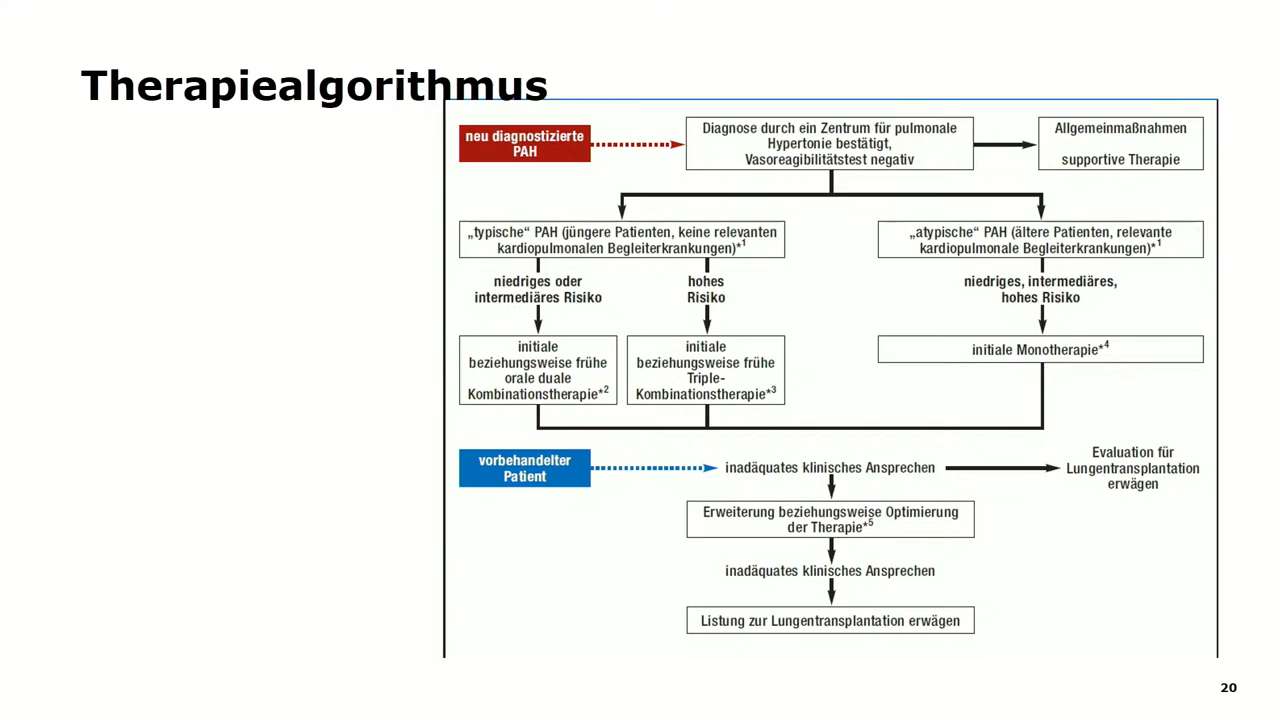 Therapiealgorithmus
neu diagnostizierte
PAH
Diagnose durch ein Zentrum für pulmonale
Hypertonie bestätigt,
Vasoreagibilitätstest negativ
Allgemeinmaßnahmen
supportive Therapie
„typische“ PAH (jüngere Patienten, keine relevanten
kardiopulmonalen Begleiterkrankungen)*1
„atypische“ PAH (ältere Patienten, relevante
kardiopulmonale Begleiterkrankungen)*1
niedriges oder
intermediäres Risiko
hohes
Risiko
niedriges, intermediäres,
hohes Risiko
initiale
beziehungsweise frühe
orale duale
Kombinationstherapie*2
initiale
beziehungsweise frühe
Triple-
Kombinationstherapie*3
initiale Monotherapie*4
vorbehandelter
Patient
inadäquates klinisches Ansprechen
Evaluation für
Lungentransplantation
erwägen
Erweiterung beziehungsweise Optimierung
der Therapie*5
inadäquates klinisches Ansprechen
Listung zur Lungentransplantation erwägen
20